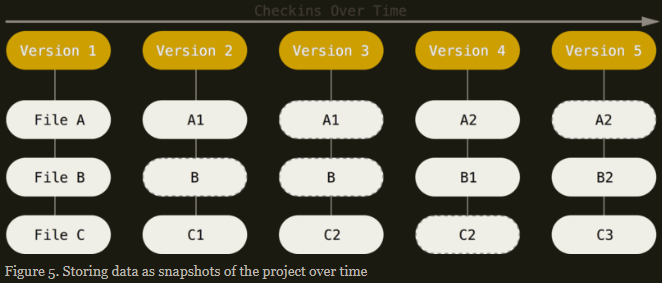 Checkins Over Time
Version 1 Version 2 Version 3 Version 4 Version 5
File A A1 A1 A2 A2
File B B B B1 B2
File C C1 C2 C2 C3
Figure 5. Storing data as snapshots of the project over time